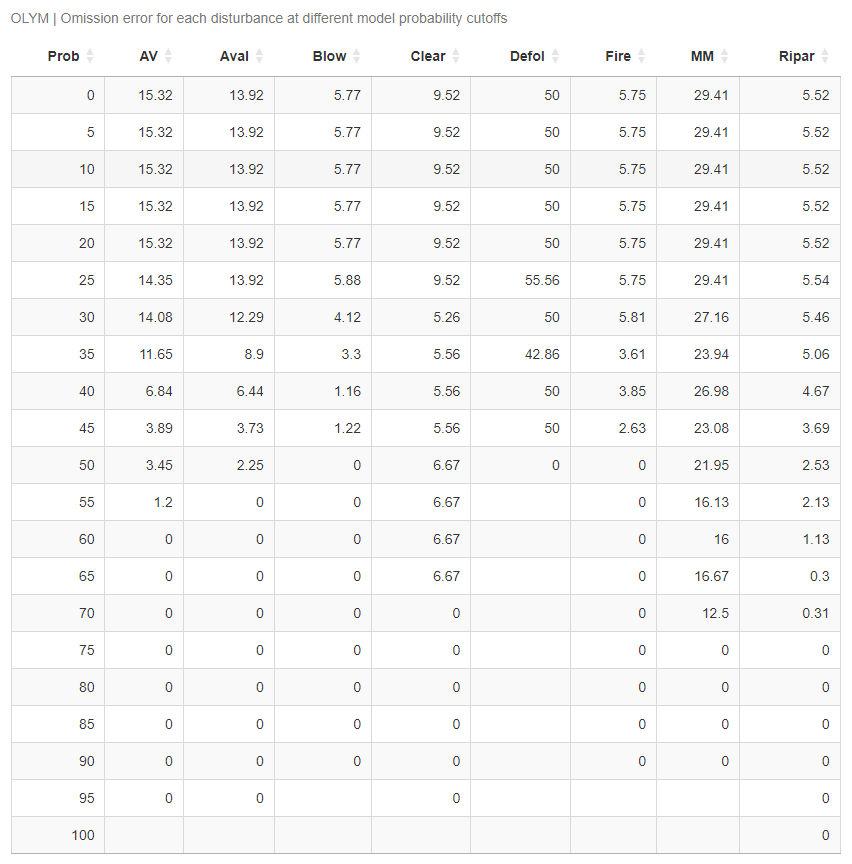 OLYM | Omission error for each disturbance at different model probability cutoffs
Prob AV Aval Blow Clear Defol Fire MM Ripar
0 15.32 13.92 5.77 9.52 50 5.75 29.41 5.52
5 15.32 13.92 5.77 9.52 50 5.75 29.41 5.52
10 15.32 13.92 5.77 9.52 50 5.75 29.41 5.52
15 15.32 13.92 5.77 9.52 50 5.75 29.41 5.52
20 15.32 13.92 5.77 9.52 50 5.75 29.41 5.52
25 14.35 13.92 5.88 9.52 55.56 5.75 29.41 5.54
30 14.08 12.29 4.12 5.26 50 5.81 27.16 5.46
35 11.65 8.9 3.3 5.56 42.86 3.61 23.94 5.06
40 6.84 6.44 1.16 5.56 50 3.85 26.98 4.67
45 3.89 3.73 1.22 5.56 50 2.63 23.08 3.69
50 3.45 2.25 0 6.67 0 0 21.95 2.53
55 1.2 0 0 6.67 0 16.13 2.13
60 0 0 0 6.67 0 16 1.13
65 0 0 0 6.67 0 16.67 0.3
70 0 0 0 0 0 12.5 0.31
75 0 0 0 0 0 0 0
80 0 0 0 0 0 0 0
85 0 0 0 0 0 0 0
90 0 0 0 0 0 0 0
95 0 0 0 0
100 0